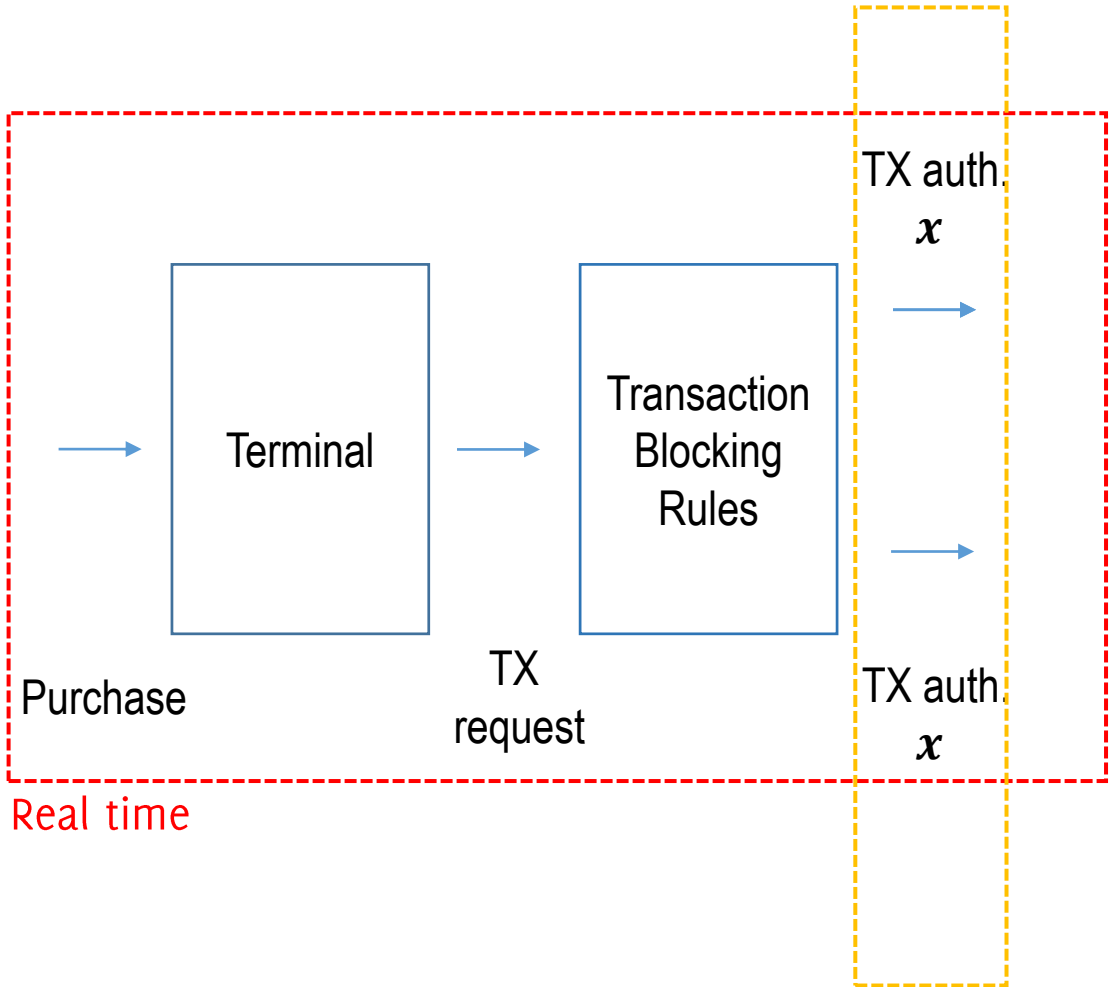 TX auth.
x
Transaction
Blocking
Rules
Terminal
Purchase
TX
request
TX auth.
x
Real time